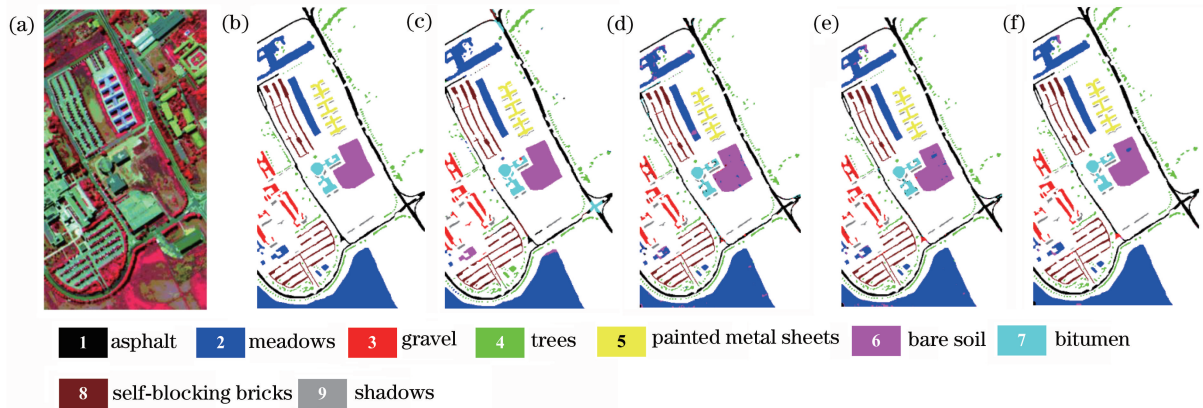 (a) (b) (c) (d) (e) (f)
1 asphalt 2 meadows 3 gravel 4 trees 5 painted metal sheets 6 bare soil 7 bitumen
8 self-blocking bricks 9 shadows